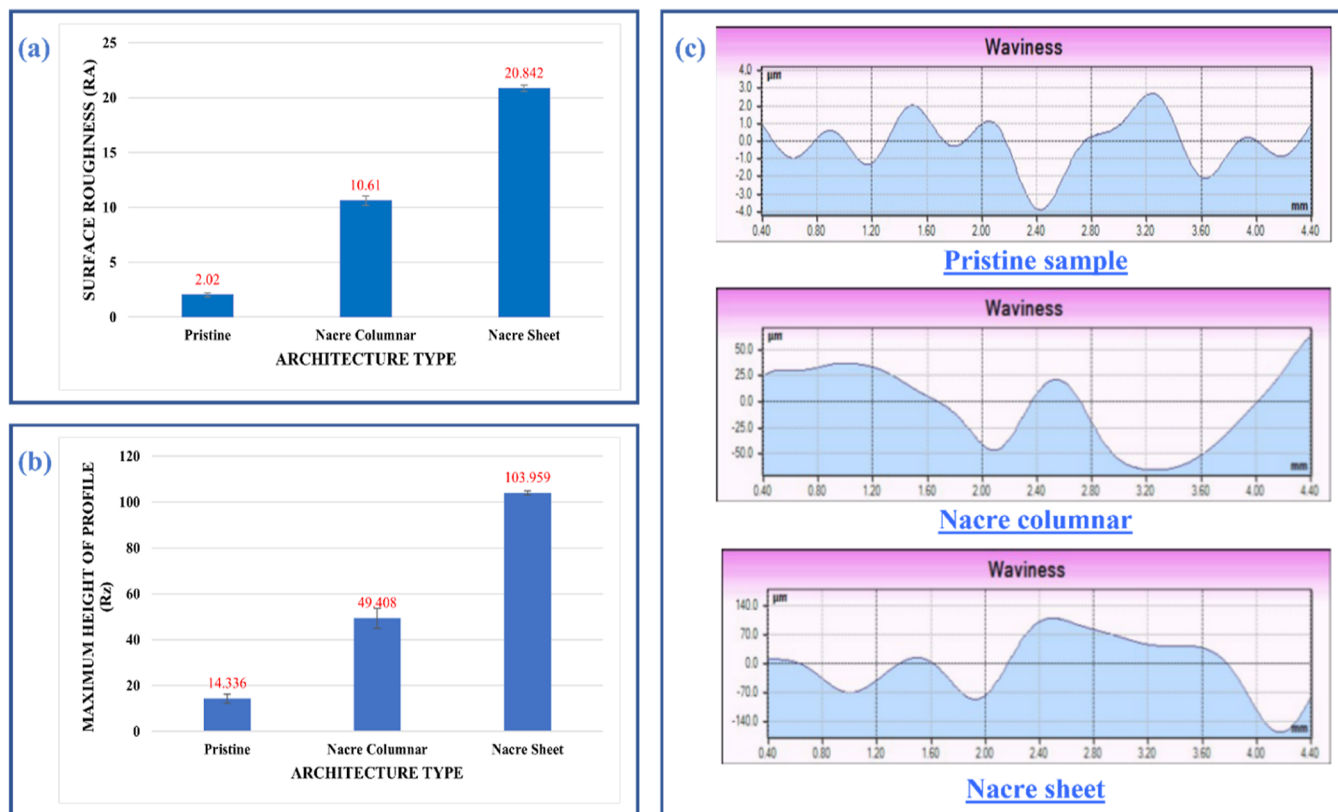 (a)
25
20
15
10
5
0
SURFACE ROUGHNESS (RA)
2.02
10.61
20.842
Pristine
Nacre Columnar
Nacre Sheet
ARCHITECTURE TYPE
(b)
120
100
80
60
40
20
0
MAXIMUM HEIGHT OF PROFILE
(Rz)
14.336
49.408
103.959
Pristine
Nacre Columnar
Nacre Sheet
ARCHITECTURE TYPE
(c)
Waviness
µm
4.0
3.0
2.0
1.0
0.0
-1.0
-2.0
-3.0
-4.0
mm
0.40 0.80 1.20 1.60 2.00 2.40 2.80 3.20 3.60 4.00 4.40
Pristine sample
Waviness
µm
50.0
25.0
0.0
-25.0
-50.0
mm
0.40 0.80 1.20 1.60 2.00 2.40 2.80 3.20 3.60 4.00 4.40
Nacre columnar
Waviness
µm
140.0
70.0
0.0
-70.0
-140.0
mm
0.40 0.80 1.20 1.60 2.00 2.40 2.80 3.20 3.60 4.00 4.40
Nacre sheet